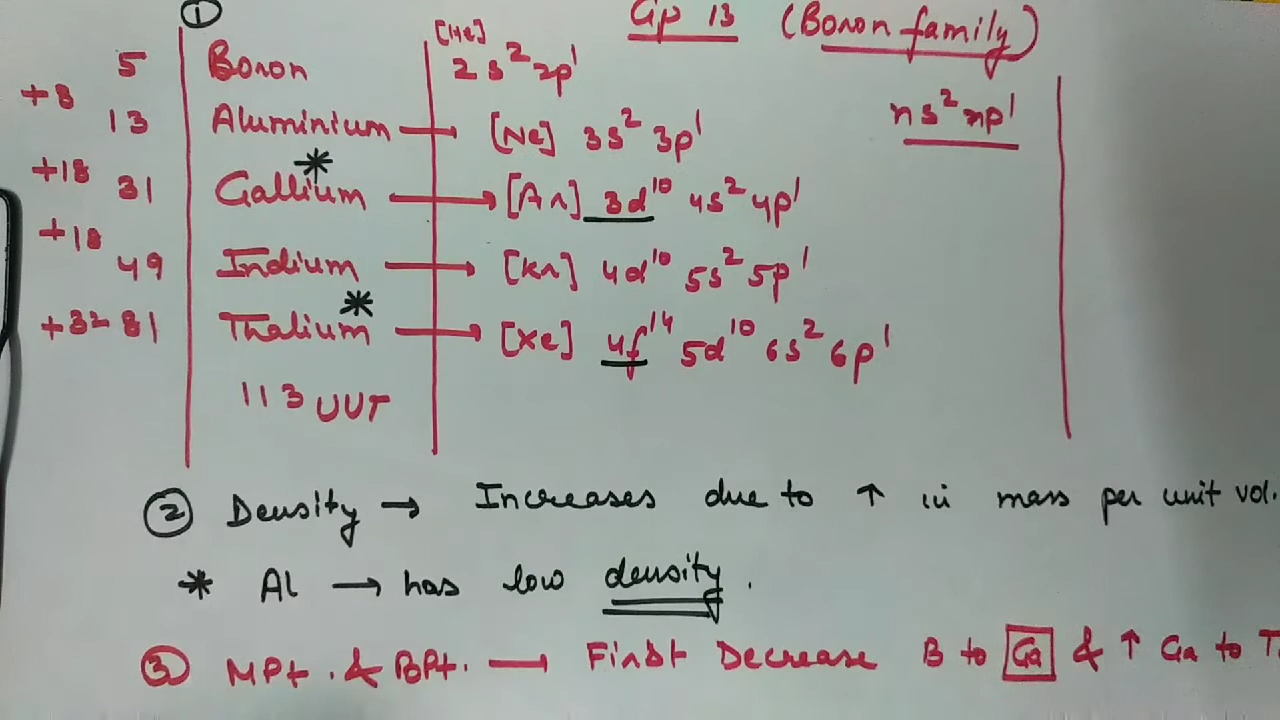 ① Gp 13 (Boron family)
5 Boron [He] 2s² 2p¹
+8
13 Aluminium → [Ne] 3s² 3p¹ ns² np¹
+18
31 Gallium * → [Ar] 3d¹⁰ 4s² 4p¹
+18
49 Indium → [Kr] 4d¹⁰ 5s² 5p¹
+32 81 Thalium * → [Xe] 4f¹⁴ 5d¹⁰ 6s² 6p¹
113 UUT
② Density → Increases due to ↑ in mass per unit vol.
* Al → has low density.
③ MPt. & BPt. — First Decrease B to Ga & ↑ Ga to